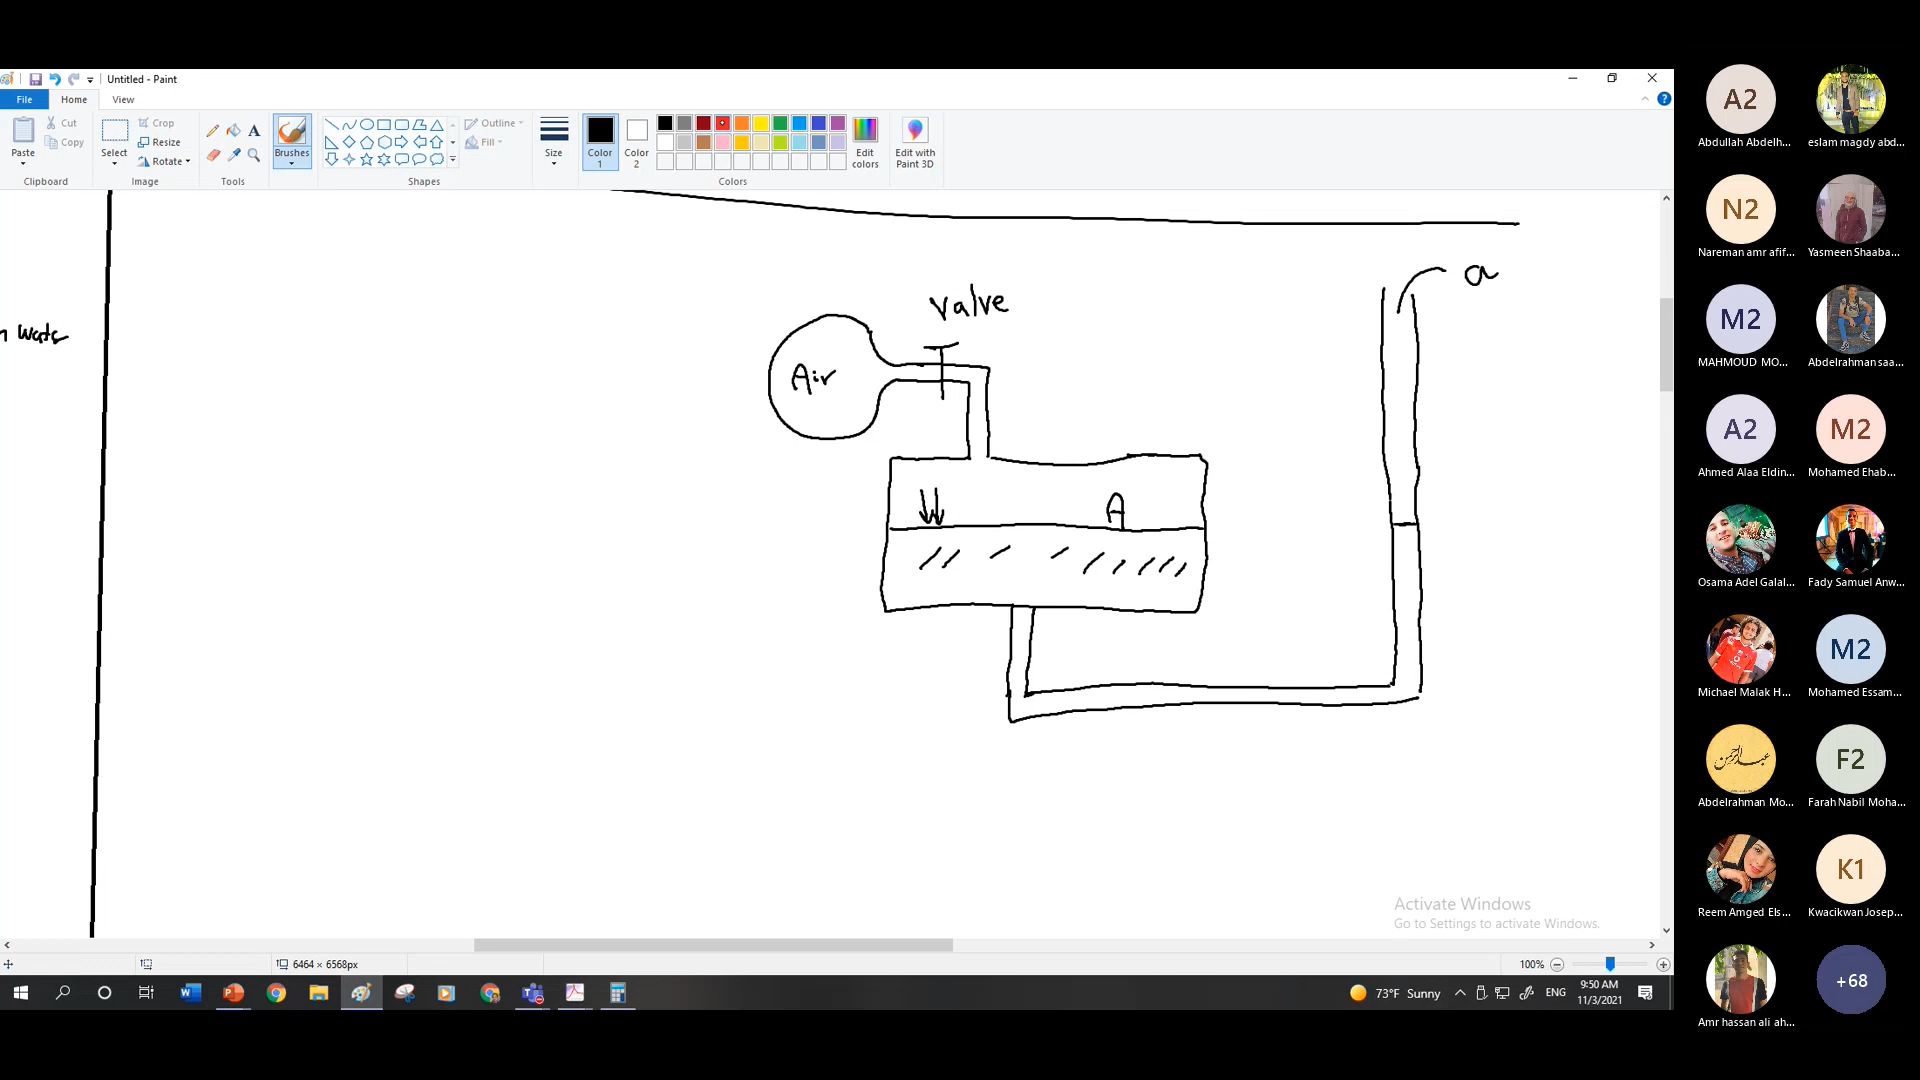 Untitled - Paint
File
Home
View
Paste
Cut
Copy
Clipboard
Select
Crop
Resize
Rotate
Image
Tools
Brushes
Shapes
Outline
Fill
Size
Color 1
Color 2
Colors
Edit colors
Edit with Paint 3D
n wate
valve
a
Air
A
Activate Windows
Go to Settings to activate Windows.
6464 × 6568px
100%
73°F Sunny
ENG
9:50 AM
11/3/2021
A2
Abdullah Abdelh...
eslam magdy abd...
N2
Nareman amr afif...
Yasmeen Shaaba...
M2
MAHMOUD MO...
Abdelrahman saa...
A2
Ahmed Alaa Eldin...
M2
Mohamed Ehab...
Osama Adel Galal...
Fady Samuel Anw...
Michael Malak H...
M2
Mohamed Essam...
Abdelrahman Mo...
F2
Farah Nabil Moha...
Reem Amged Els...
K1
Kwacikwan Josep...
Amr hassan ali ah...
+68